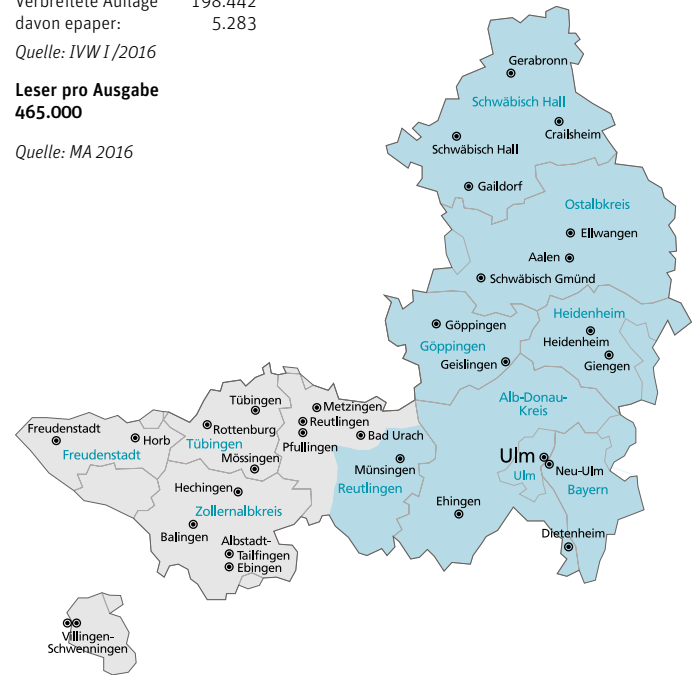 Verbreitete Auflage 198.442
davon epaper: 5.283
Quelle: IVW I/2016
Leser pro Ausgabe
465.000
Quelle: MA 2016
Gerabronn
Schwäbisch Hall
Crailsheim
Schwäbisch Hall
Gaildorf
Ostalbkreis
Ellwangen
Aalen
Schwäbisch Gmünd
Göppingen
Göppingen
Geislingen
Heidenheim
Heidenheim
Giengen
Alb-Donau-
Kreis
Ulm
Ulm
Neu-Ulm
Bayern
Ehingen
Dietenheim
Metzingen
Reutlingen
Pfullingen
Bad Urach
Münsingen
Reutlingen
Tübingen
Rottenburg
Tübingen
Mössingen
Freudenstadt
Horb
Freudenstadt
Hechingen
Zollernalbkreis
Balingen
Albstadt-
Tailfingen
Ebingen
Villingen-
Schwenningen